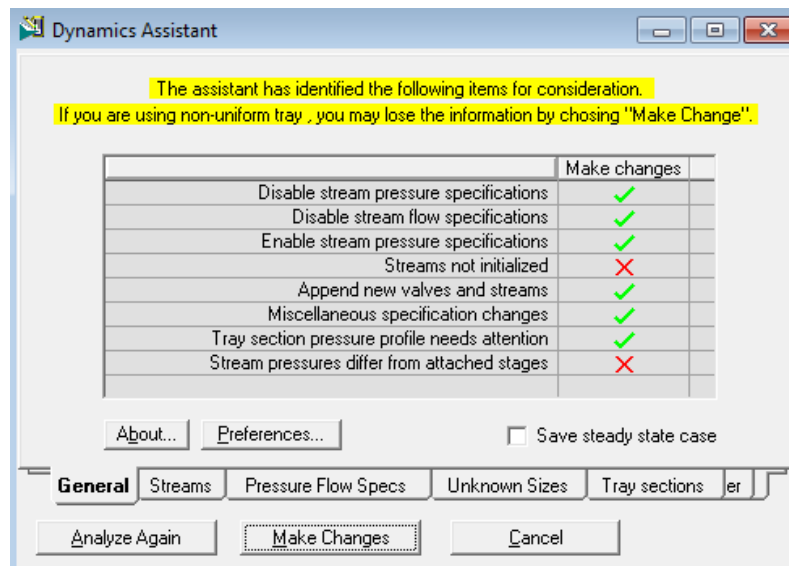 Dynamics Assistant
The assistant has identified the following items for consideration.
If you are using non-uniform tray , you may lose the information by chosing "Make Change".
Make changes
Disable stream pressure specifications
Disable stream flow specifications
Enable stream pressure specifications
Streams not initialized
Append new valves and streams
Miscellaneous specification changes
Tray section pressure profile needs attention
Stream pressures differ from attached stages
About... Preferences... Save steady state case
General Streams Pressure Flow Specs Unknown Sizes Tray sections er
Analyze Again Make Changes Cancel